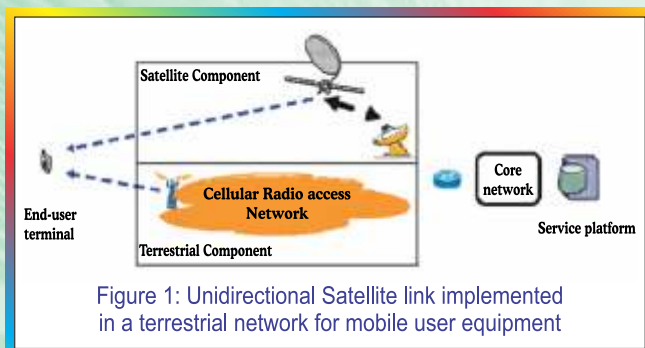 Satellite Component
Cellular Radio access
Network
End-user
terminal
Terrestrial Component
Core
network
Service platform
Figure 1: Unidirectional Satellite link implemented
in a terrestrial network for mobile user equipment